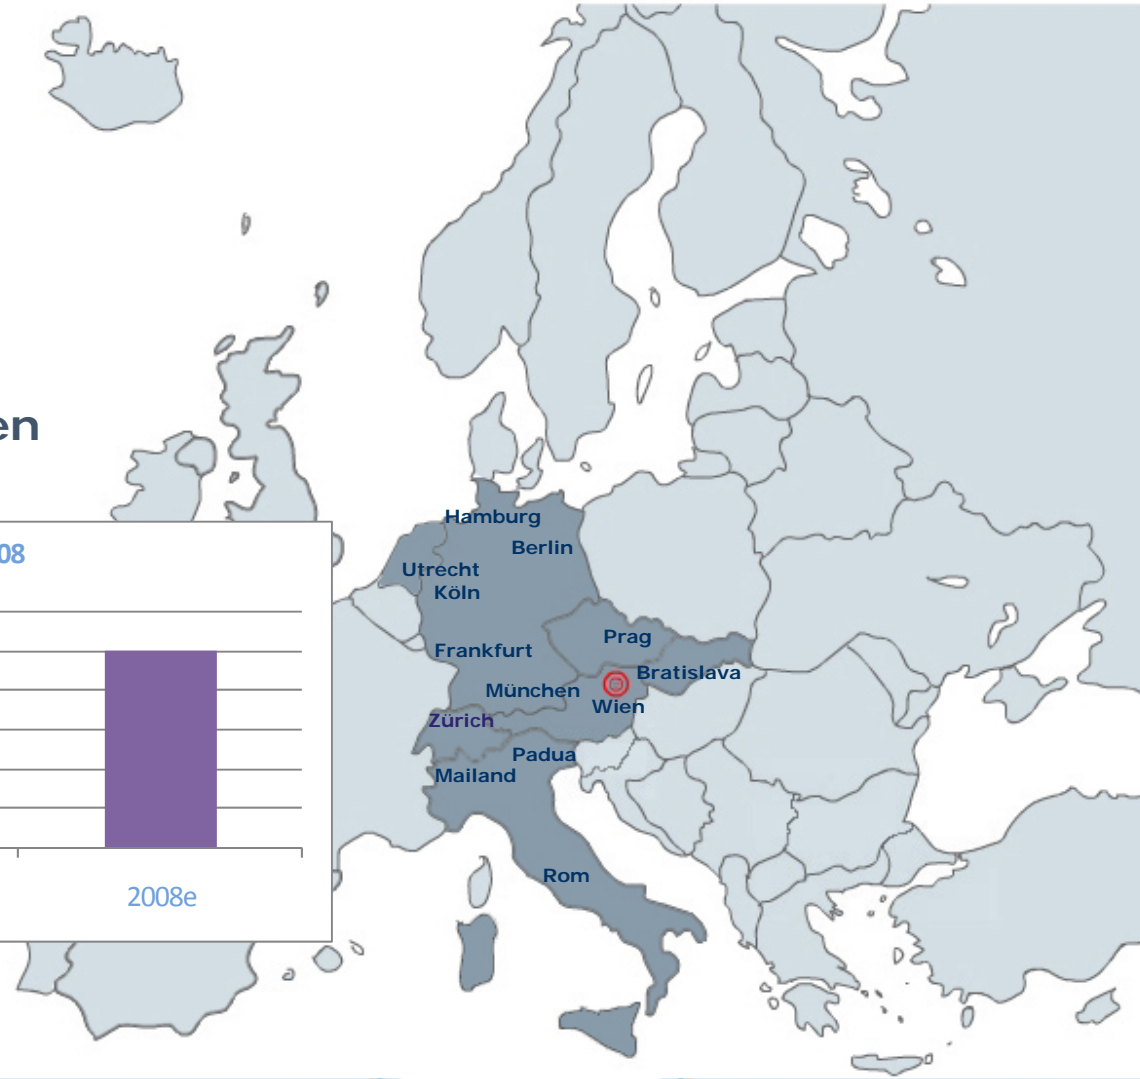 en
08
2008e
Hamburg
Berlin
Utrecht
Köln
Prag
Frankfurt
Bratislava
München
Wien
Zürich
Padua
Mailand
Rom